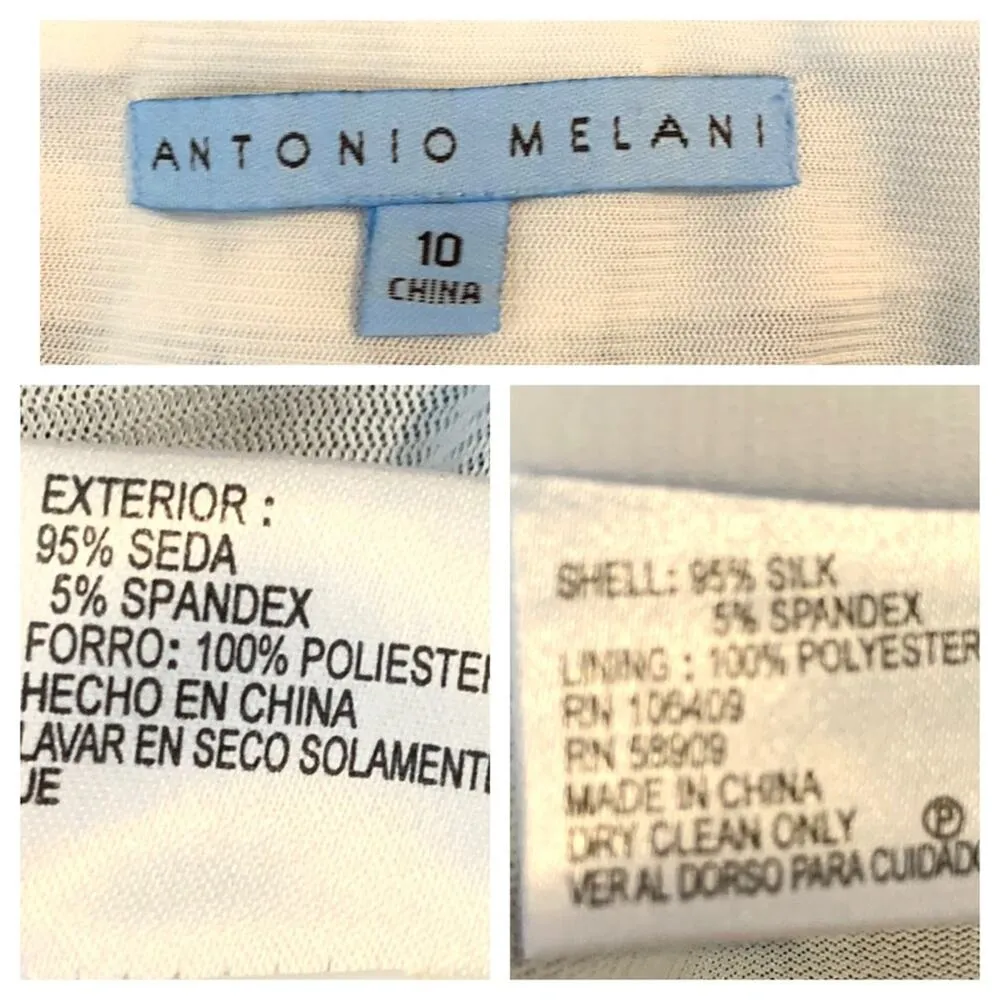 ANTONIO MELANI
10
CHINA
EXTERIOR :
95% SEDA
5% SPANDEX
FORRO: 100% POLIESTE
HECHO EN CHINA
LAVAR EN SECO SOLAMENT
UE
SHELL: 95% SILK
5% SPANDEX
LINING : 100% POLYESTER
RN 106409
RN 58909
MADE IN CHINA
DRY CLEAN ONLY P
VER AL DORSO PARA CUIDADO